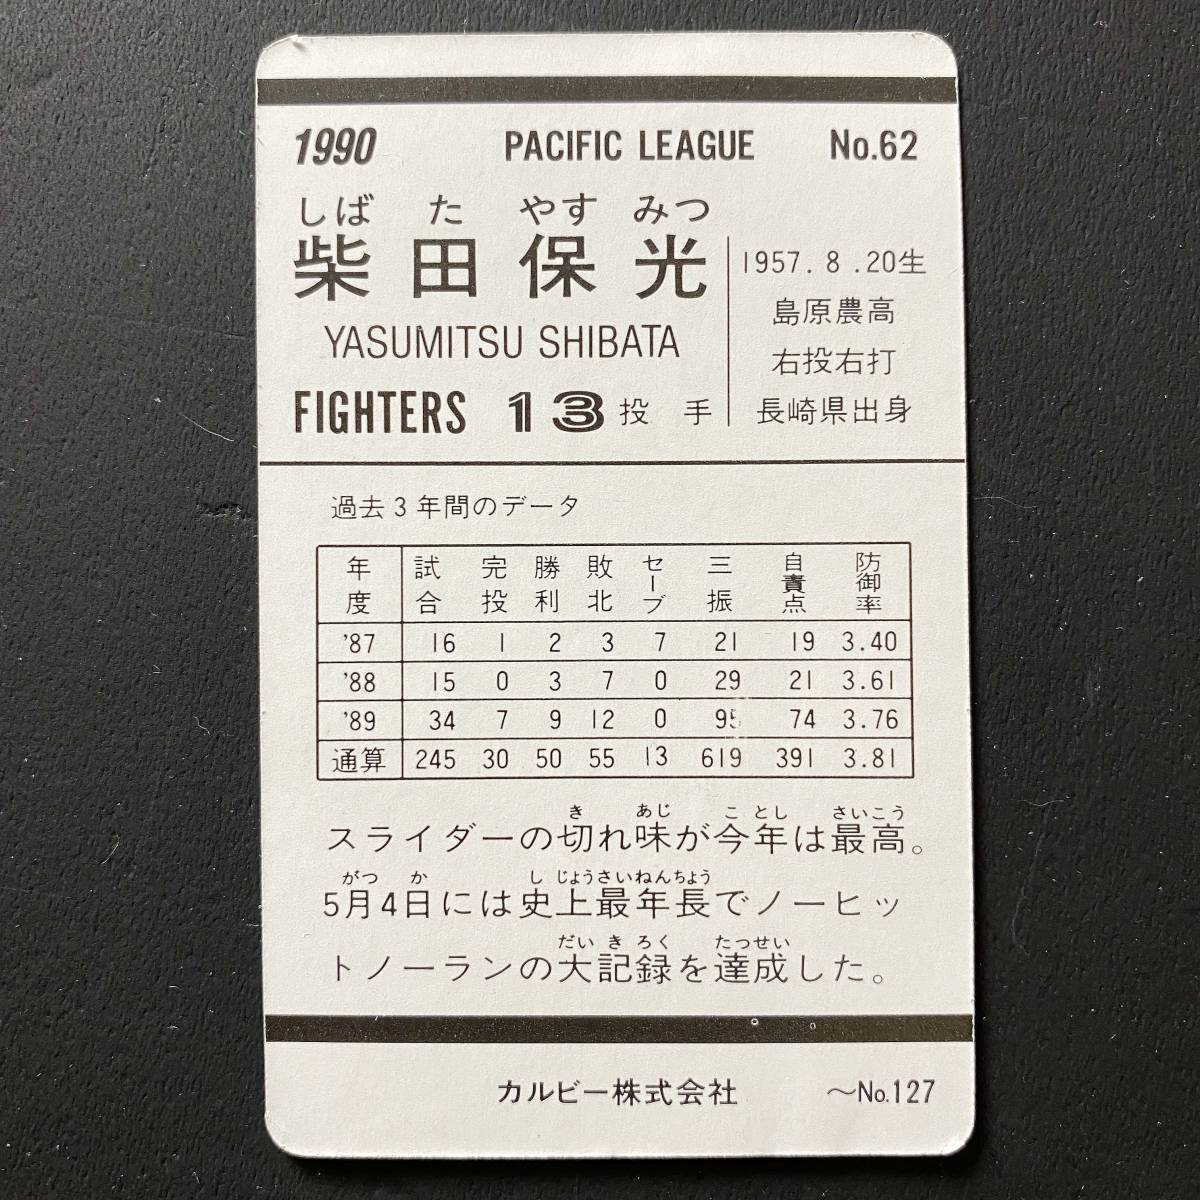 1990 PACIFIC LEAGUE No.62
しば た やす みつ
柴田保光
YASUMITSU SHIBATA
FIGHTERS 13 投 手
1957. 8 .20生
島原農高
右投右打
長崎県出身
過去3年間のデータ
年度 試合 完投 勝利 敗北 セーブ 三振 自責点 防御率
'87 16 1 2 3 7 21 19 3.40
'88 15 0 3 7 0 29 21 3.61
'89 34 7 9 12 0 95 74 3.76
通算 245 30 50 55 13 619 391 3.81
き あじ ことし さいこう
スライダーの切れ味が今年は最高。
がつ か し じょうさいねんちょう
5月4日には史上最年長でノーヒッ
だい き ろく たっせい
トノーランの大記録を達成した。
カルビー株式会社 〜No.127